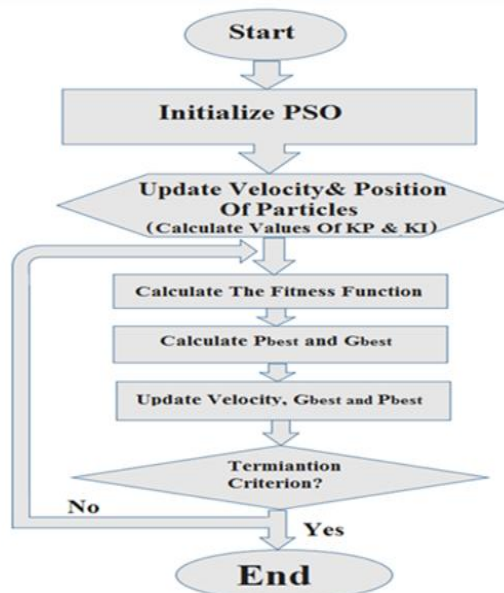 Start
Initialize PSO
Update Velocity& Position
Of Particles
(Calculate Values Of KP & KI)
Calculate The Fitness Function
Calculate Pbest and Gbest
Update Velocity, Gbest and Pbest
Termiantion
Criterion?
No
Yes
End